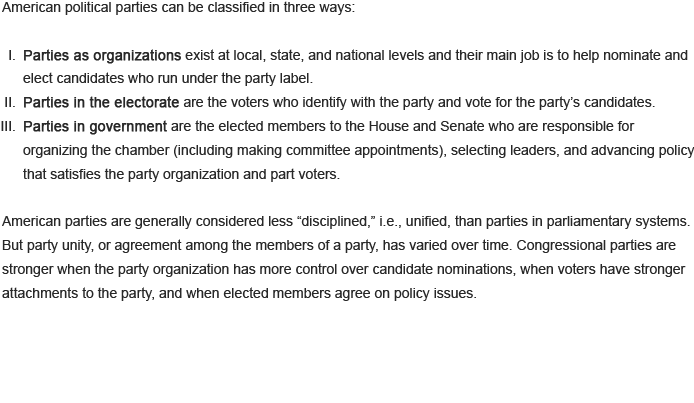 American political parties can be classified in three ways:
I. Parties as organizations exist at local, state, and national levels and their main job is to help nominate and
elect candidates who run under the party label.
II. Parties in the electorate are the voters who identify with the party and vote for the party’s candidates.
III. Parties in government are the elected members to the House and Senate who are responsible for
organizing the chamber (including making committee appointments), selecting leaders, and advancing policy
that satisfies the party organization and part voters.
American parties are generally considered less “disciplined,” i.e., unified, than parties in parliamentary systems.
But party unity, or agreement among the members of a party, has varied over time. Congressional parties are
stronger when the party organization has more control over candidate nominations, when voters have stronger
attachments to the party, and when elected members agree on policy issues.